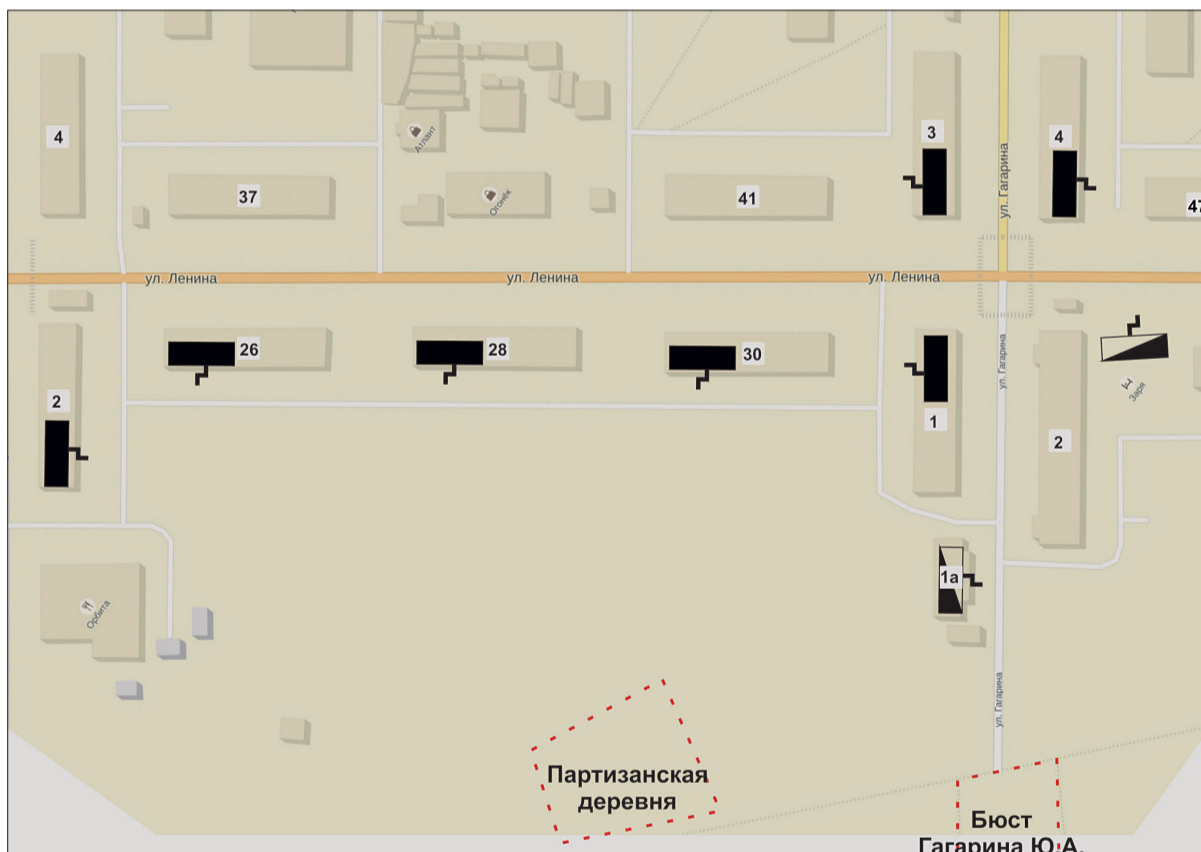 4
37
Атлант
Огонёк
41
3
ул. Гагарина
4
47
ул. Ленина
ул. Ленина
ул. Ленина
2
26
28
30
1
ул. Гагарина
2
Заря
Орбита
1а
ул. Гагарина
Партизанская
деревня
Бюст
Гагарина Ю.А.